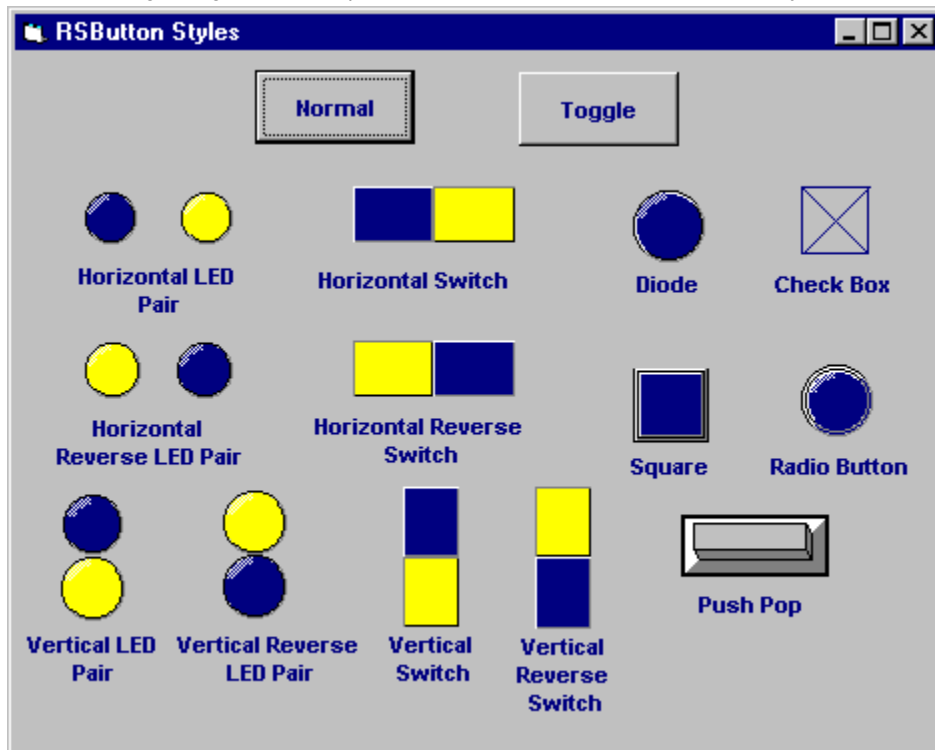 RSButton Styles
Normal
Toggle
Horizontal LED
Pair
Horizontal Switch
Diode
Check Box
Horizontal
Reverse LED Pair
Horizontal Reverse
Switch
Square
Radio Button
Push Pop
Vertical LED
Pair
Vertical Reverse
LED Pair
Vertical
Switch
Vertical
Reverse
Switch